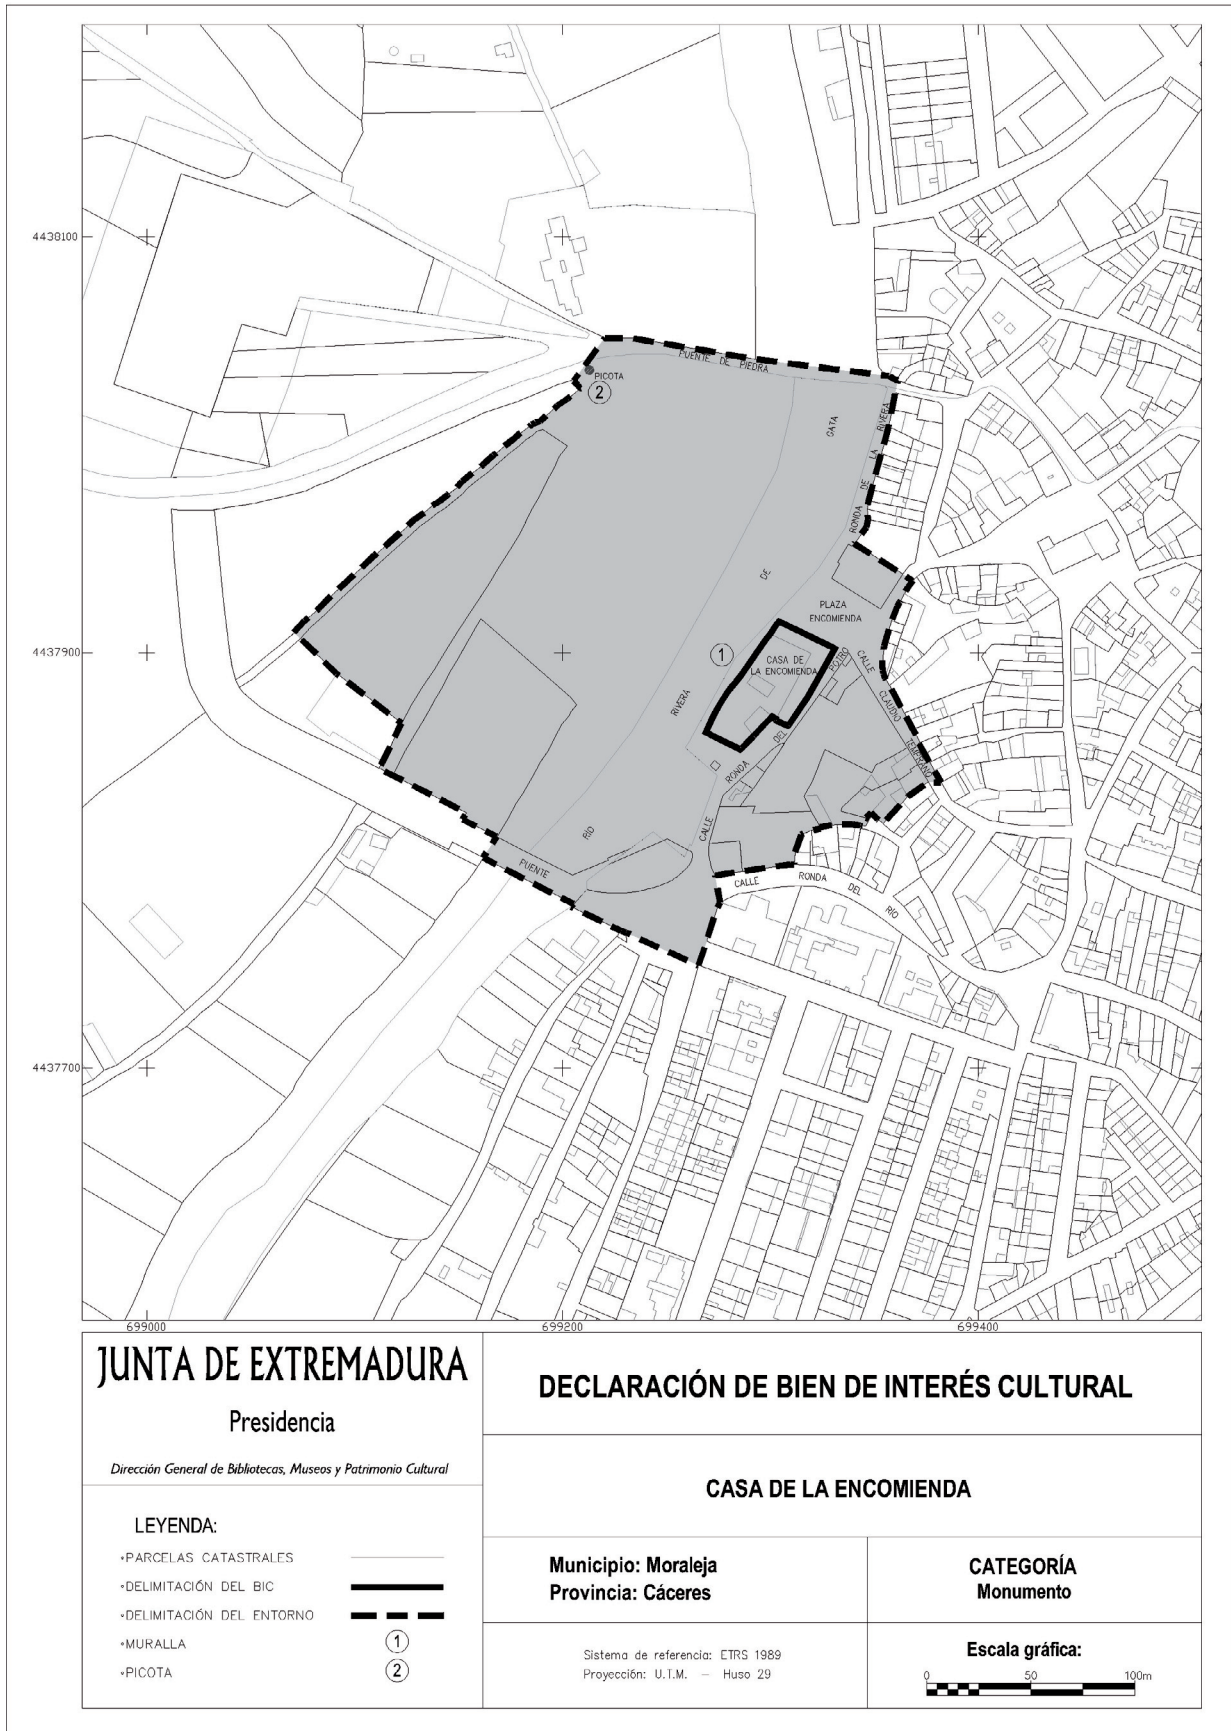 4438100
PUENTE DE PIEDRA
PICOTA
2
GATA
RONDA DE LA RIVERA
DE
PLAZA
ENCOMIENDA
4437900
1
CASA DE
LA ENCOMIENDA
RIVERA
CALLE CLAUDIO TEMPRANO
CALLE RONDA DEL POTRO
RIO
PUENTE
CALLE RONDA DEL RÍO
4437700
699000
699200
699400
JUNTA DE EXTREMADURA
Presidencia
Dirección General de Bibliotecas, Museos y Patrimonio Cultural
LEYENDA:
•PARCELAS CATASTRALES
•DELIMITACIÓN DEL BIC
•DELIMITACIÓN DEL ENTORNO
•MURALLA 1
•PICOTA 2
DECLARACIÓN DE BIEN DE INTERÉS CULTURAL
CASA DE LA ENCOMIENDA
Municipio: Moraleja
Provincia: Cáceres
CATEGORÍA
Monumento
Sistema de referencia: ETRS 1989
Proyección: U.T.M. – Huso 29
Escala gráfica:
0 50 100m